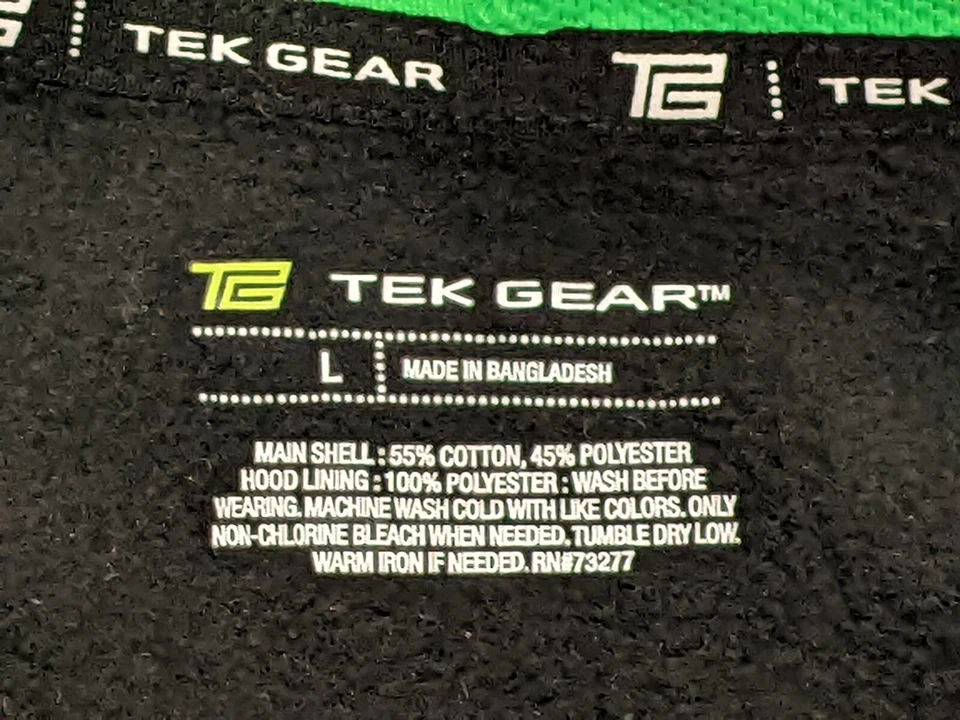 TEK GEAR TG TEK
TG TEK GEAR™
L MADE IN BANGLADESH
MAIN SHELL : 55% COTTON, 45% POLYESTER
HOOD LINING : 100% POLYESTER : WASH BEFORE
WEARING. MACHINE WASH COLD WITH LIKE COLORS. ONLY
NON-CHLORINE BLEACH WHEN NEEDED. TUMBLE DRY LOW.
WARM IRON IF NEEDED. RN#73277